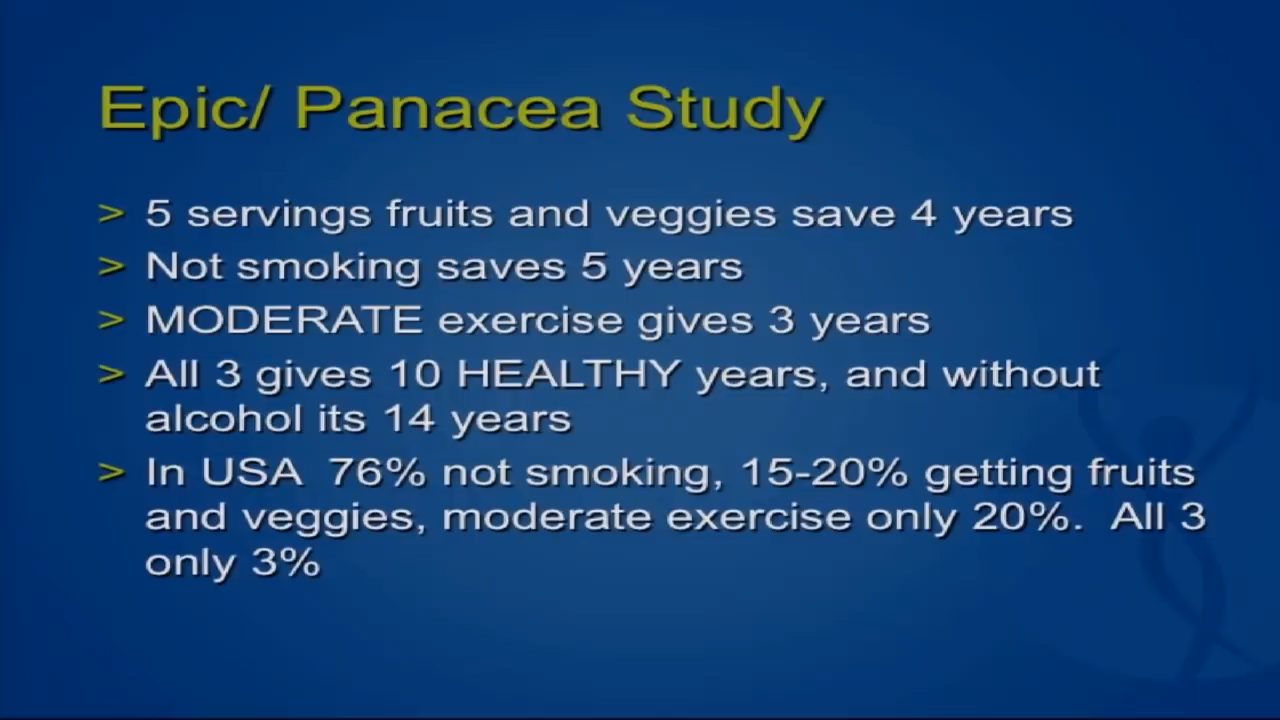 Epic/ Panacea Study
> 5 servings fruits and veggies save 4 years
> Not smoking saves 5 years
> MODERATE exercise gives 3 years
> All 3 gives 10 HEALTHY years, and without
alcohol its 14 years
> In USA 76% not smoking, 15-20% getting fruits
and veggies, moderate exercise only 20%. All 3
only 3%